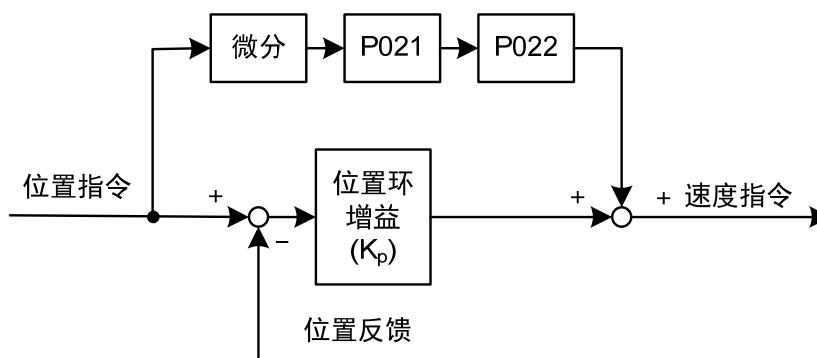 微分
P021
P022
位置指令
+
−
位置环
增益
(Kp)
+
+
速度指令
位置反馈